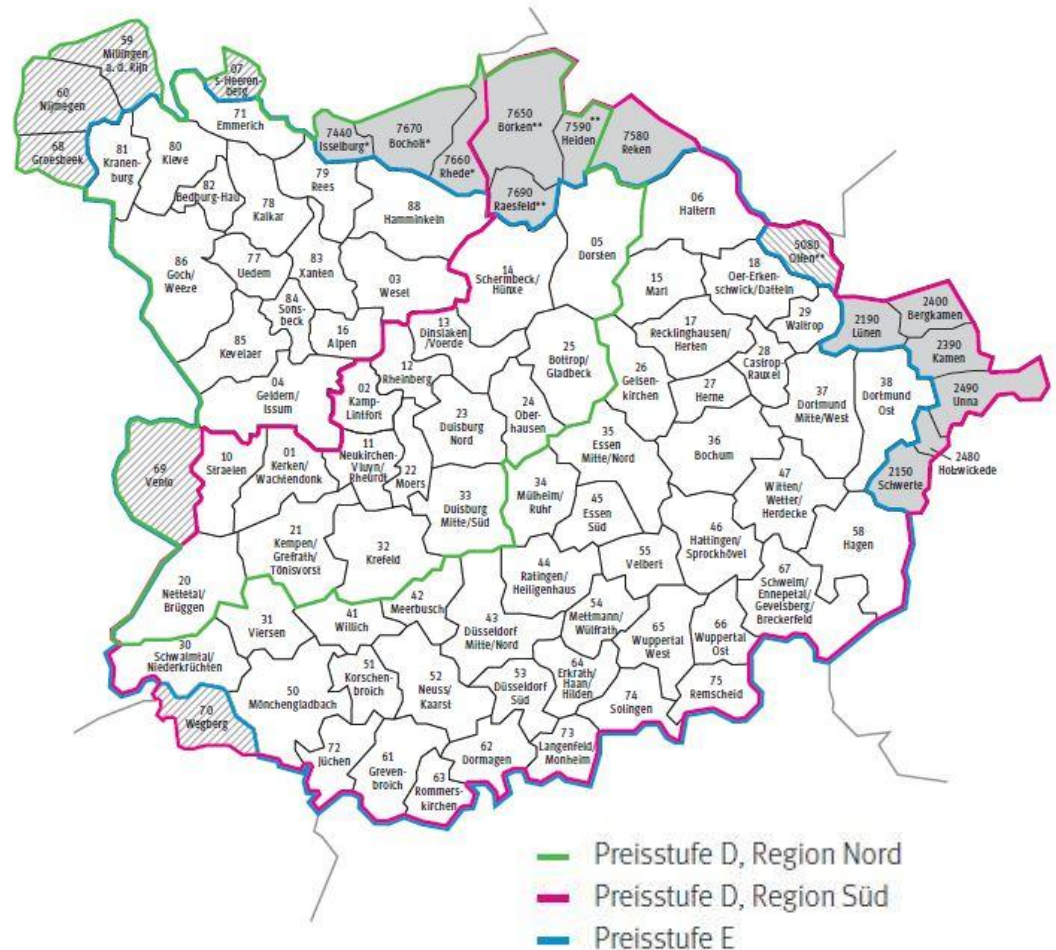 59
Millingen
a. d. Rijn
07
's-Heeren-
berg
60
Nijmegen
71
Emmerich
68
Groesbeek
81
Kranen-
burg
80
Kleve
7440
Isselburg*
7670
Bocholt*
7660
Rhede*
7650
Borken**
7590**
Heiden
7580
Reken
7690
Raesfeld**
82
Bedburg-Hau
79
Rees
78
Kalkar
88
Hamminkeln
06
Haltern
05
Dorsten
5080
Olfen**
86
Goch/
Weeze
77
Uedem
83
Xanten
03
Wesel
14
Schermbeck/
Hünxe
15
Marl
18
Oer-Erken-
schwick/Datteln
84
Sons-
beck
16
Alpen
13
Dinslaken
/Voerde
17
Recklinghausen/
Herten
29
Waltrop
2190
Lünen
2400
Bergkamen
2390
Kamen
85
Kevelaer
12
Rheinberg
25
Bottrop/
Gladbeck
28
Castrop-
Rauxel
26
Gelsen-
kirchen
27
Herne
37
Dortmund
Mitte/West
38
Dortmund
Ost
2490
Unna
04
Geldern/
Issum
02
Kamp-
Lintfort
23
Duisburg
Nord
24
Ober-
hausen
35
Essen
Mitte/Nord
36
Bochum
2480
Holzwickede
2150
Schwerte
69
Venlo
10
Straelen
01
Kerken/
Wachtendonk
11
Neukirchen-
Vluyn/
Rheurdt
22
Moers
33
Duisburg
Mitte/Süd
34
Mülheim/
Ruhr
45
Essen
Süd
47
Witten/
Wetter/
Herdecke
21
Kempen/
Grefrath/
Tönisvorst
32
Krefeld
46
Hattingen/
Sprockhövel
58
Hagen
20
Nettetal/
Brüggen
44
Ratingen/
Heiligenhaus
55
Velbert
67
Schwelm/
Ennepetal/
Gevelsberg/
Breckerfeld
31
Viersen
41
Willich
42
Meerbusch
43
Düsseldorf
Mitte/Nord
54
Mettmann/
Wülfrath
65
Wuppertal
West
66
Wuppertal
Ost
30
Schwalmtal/
Niederkrüchten
51
Korschen-
broich
52
Neuss/
Kaarst
53
Düsseldorf
Süd
64
Erkrath/
Haan/
Hilden
75
Remscheid
50
Mönchengladbach
74
Solingen
70
Wegberg
72
Jüchen
61
Greven-
broich
62
Dormagen
73
Langenfeld/
Monheim
63
Rommers-
kirchen
Preisstufe D, Region Nord
Preisstufe D, Region Süd
Preisstufe E